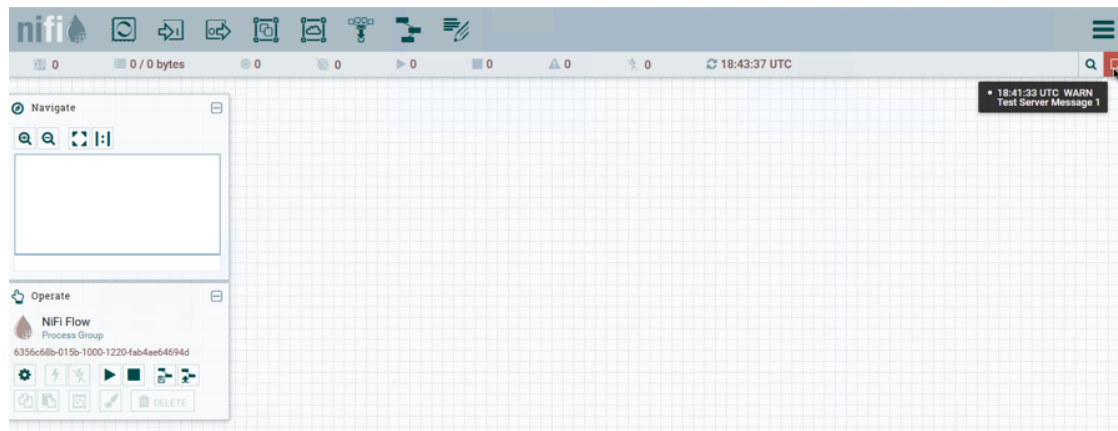 nifi
0
0 / 0 bytes
0
0
0
0
0
0
18:43:37 UTC
18:41:33 UTC WARN
Test Server Message 1
Navigate
Operate
NiFi Flow
Process Group
6356c68b-015b-1000-1220-fab4ae64694d
DELETE